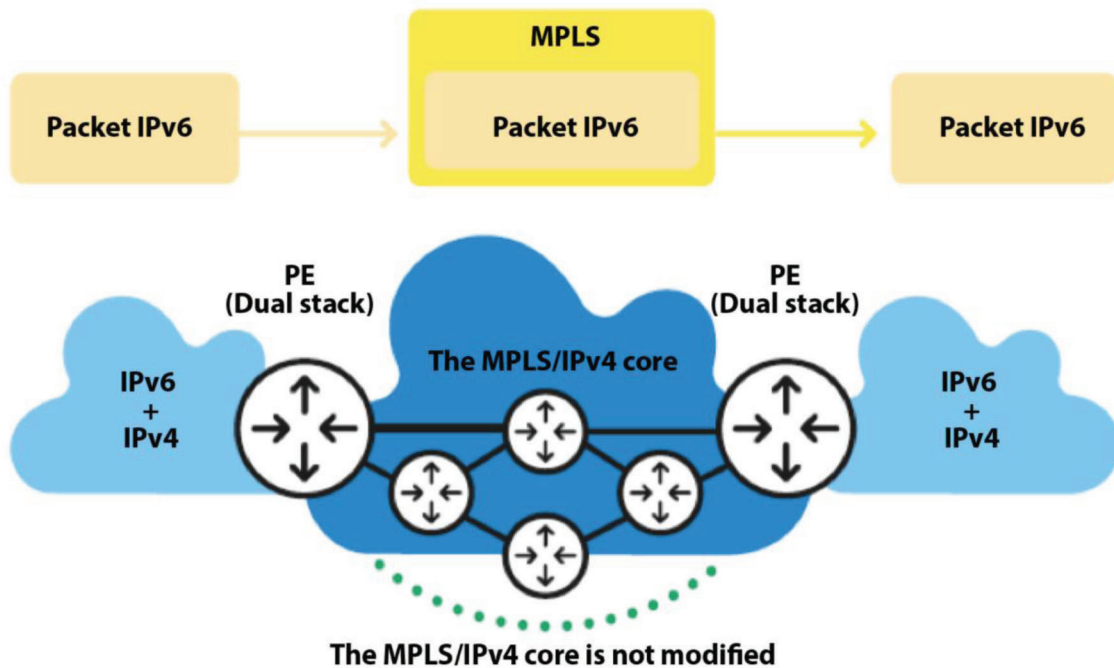 MPLS
Packet IPv6
Packet IPv6
Packet IPv6
PE
(Dual stack)
PE
(Dual stack)
The MPLS/IPv4 core
IPv6
+
IPv4
IPv6
+
IPv4
The MPLS/IPv4 core is not modified